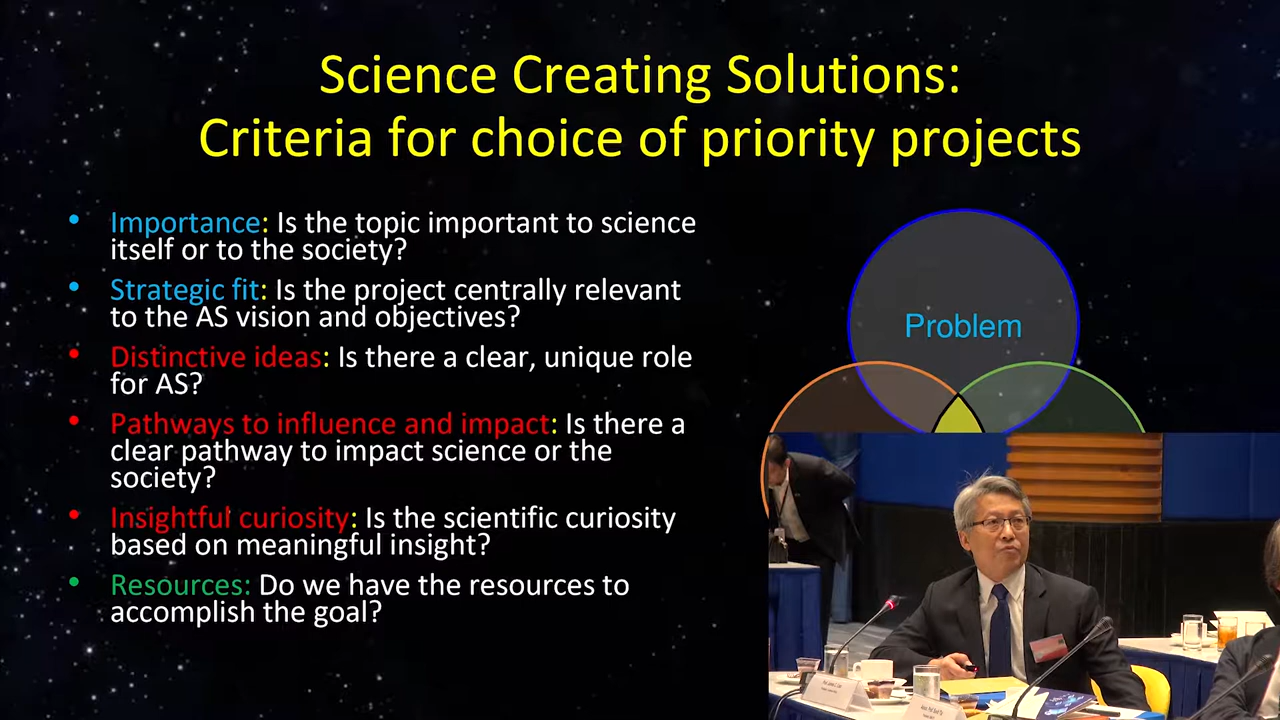 Science Creating Solutions:
Criteria for choice of priority projects
• Importance: Is the topic important to science
itself or to the society?
• Strategic fit: Is the project centrally relevant
to the AS vision and objectives?
• Distinctive ideas: Is there a clear, unique role
for AS?
• Pathways to influence and impact: Is there a
clear pathway to impact science or the
society?
• Insightful curiosity: Is the scientific curiosity
based on meaningful insight?
• Resources: Do we have the resources to
accomplish the goal?
Problem